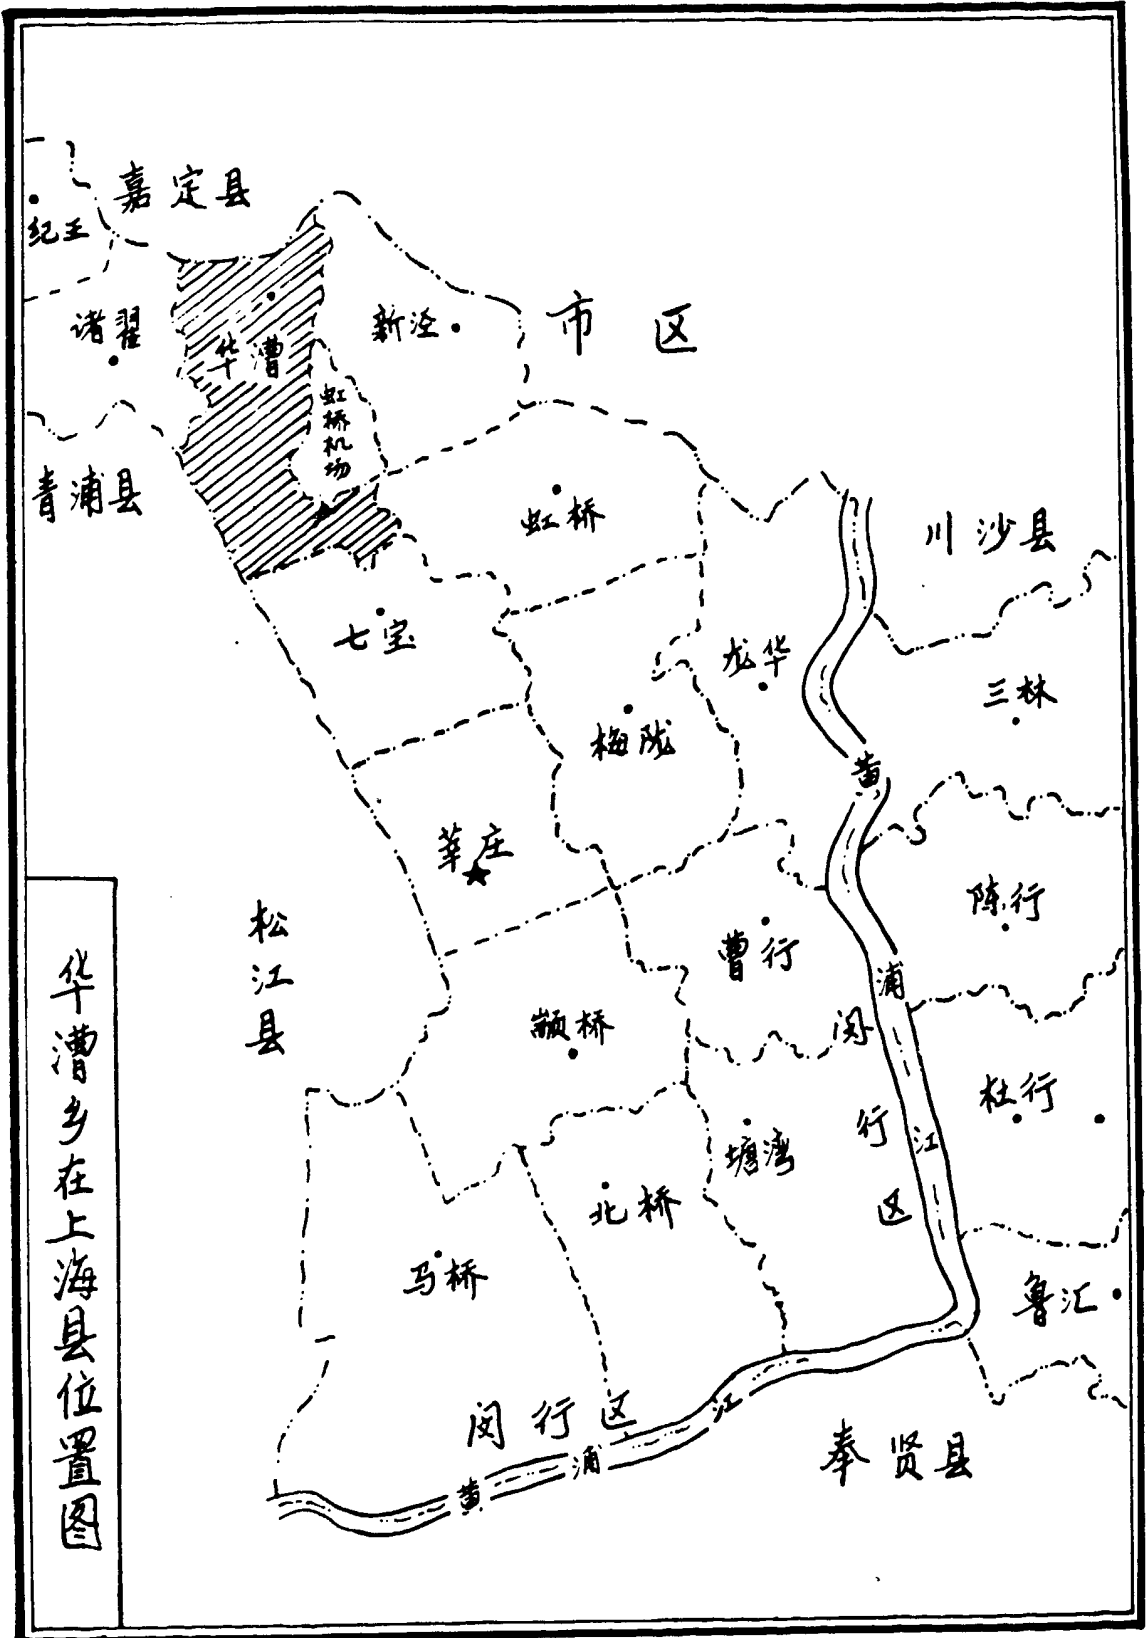 嘉定县
纪王
诸翟
华漕
新泾
市区
虹桥机场
青浦县
虹桥
川沙县
七宝
龙华
三林
梅陇
黄
莘庄
陈行
松江县
曹行
浦
颛桥
闵行区
杜行
塘湾
江
北桥
马桥
鲁汇
闵行区
黄浦江
奉贤县
华漕乡在上海县位置图